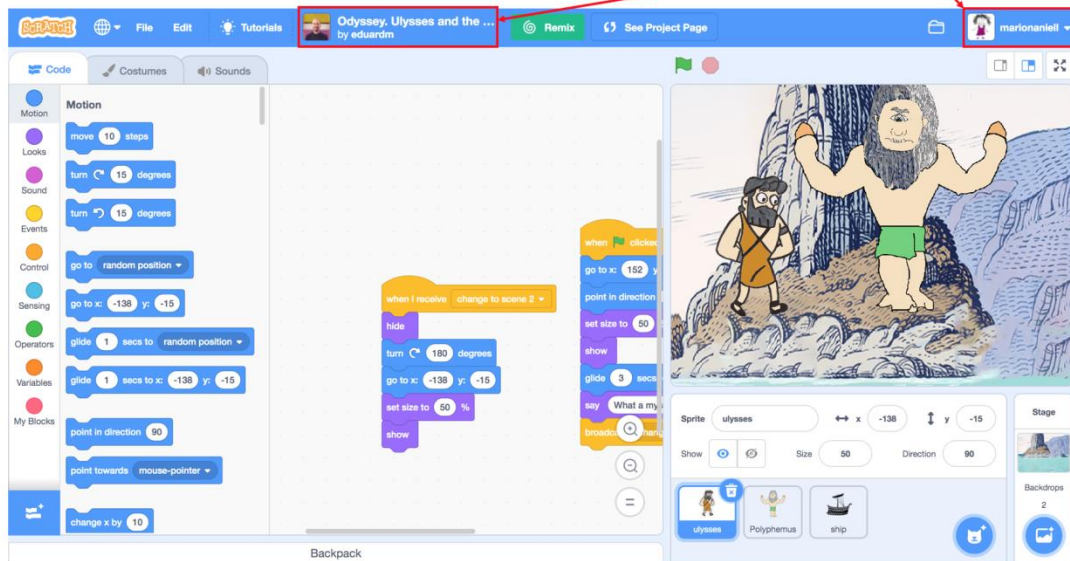 SCRATCH
File
Edit
Tutorials
Odyssey. Ulysses and the ...
by eduardm
Remix
See Project Page
marionaniell
Code
Costumes
Sounds
Motion
Looks
Sound
Events
Control
Sensing
Operators
Variables
My Blocks
Motion
move 10 steps
turn 15 degrees
turn 15 degrees
go to random position
go to x: -138 y: -15
glide 1 secs to random position
glide 1 secs to x: -138 y: -15
point in direction 90
point towards mouse-pointer
change x by 10
when I receive change to scene 2
hide
turn 180 degrees
go to x: -138 y: -15
set size to 50 %
show
when clicked
go to x: 152 y
point in direction
set size to 50
show
glide 3 secs
say What a my
Backpack
Sprite ulysses x -138 y -15
Show Size 50 Direction 90
ulysses
Polyphemus
ship
Stage
Backdrops
2